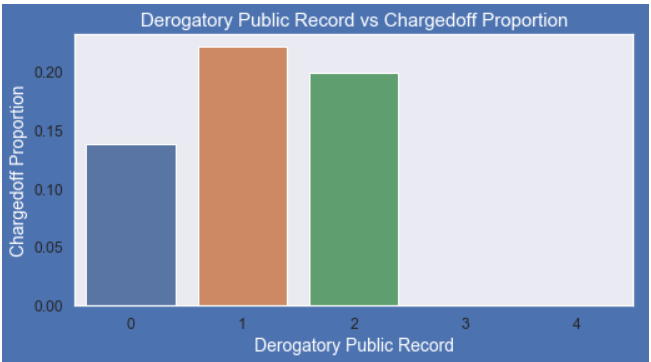 Derogatory Public Record vs Chargedoff Proportion
Chargedoff Proportion
0.20
0.15
0.10
0.05
0.00
0 1 2 3 4
Derogatory Public Record